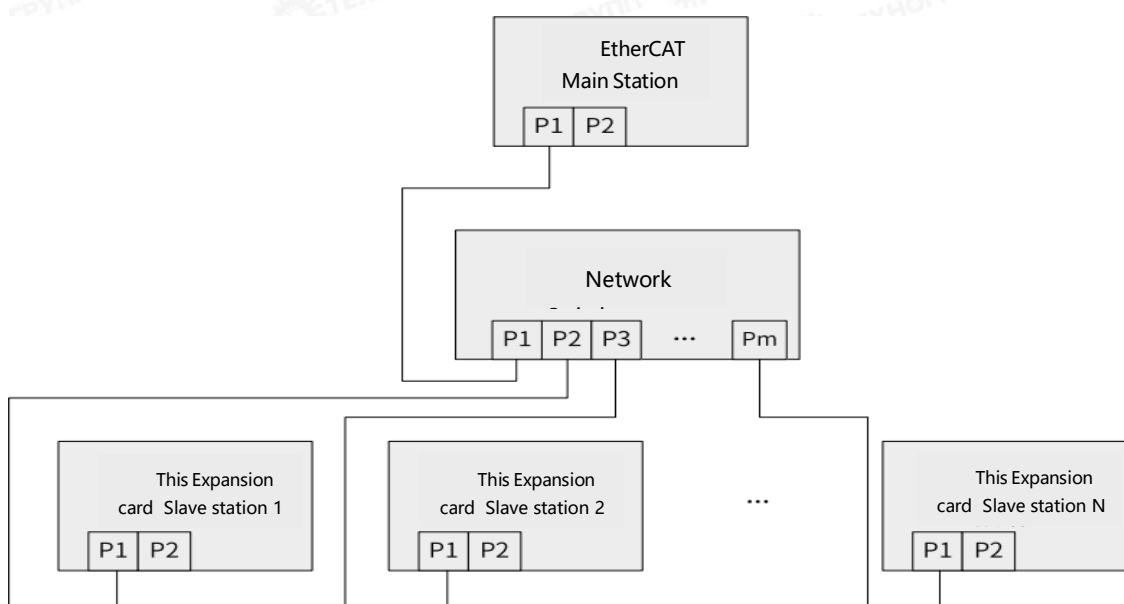 EtherCAT
Main Station
P1 P2
Network
P1 P2 P3 ... Pm
This Expansion
card Slave station 1
P1 P2
This Expansion
card Slave station 2
P1 P2
...
This Expansion
card Slave station N
P1 P2